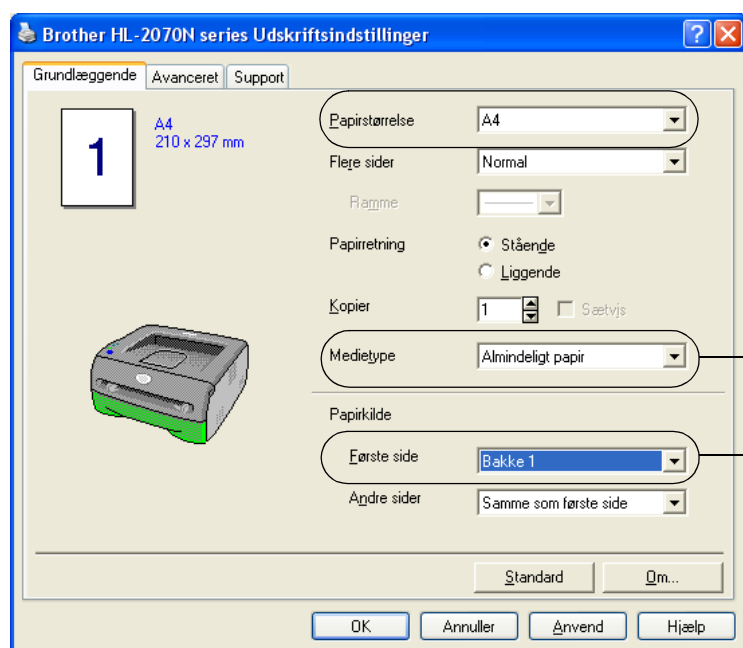 Brother HL-2070N series Udskriftsindstillinger
Grundlæggende Avanceret Support
1
A4
210 x 297 mm
Papirstørrelse A4
Flere sider Normal
Ramme
Papirretning Stående
Liggende
Kopier 1 Sætvis
Medietype Almindeligt papir
Papirkilde
Første side Bakke 1
Andre sider Samme som første side
Standard Om...
OK Annuller Anvend Hjælp